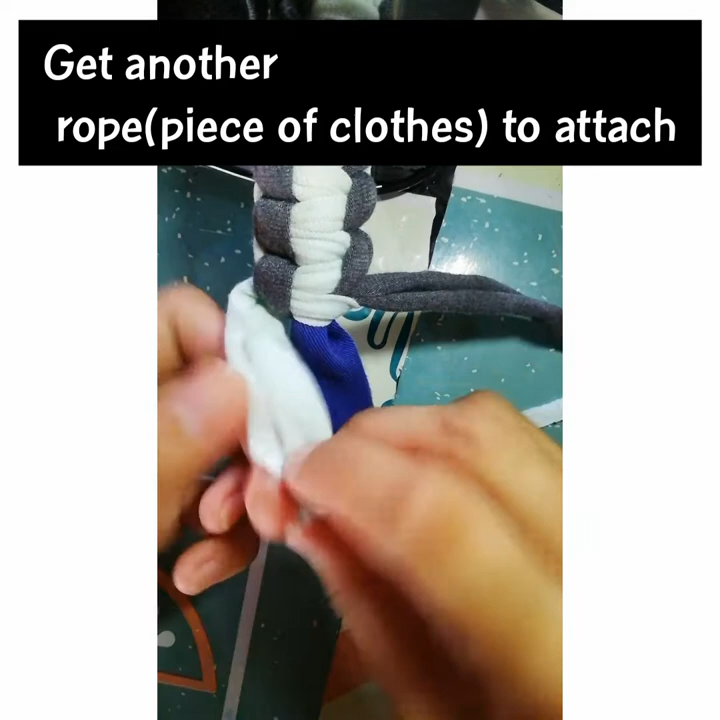 Get another
rope(piece of clothes) to attach